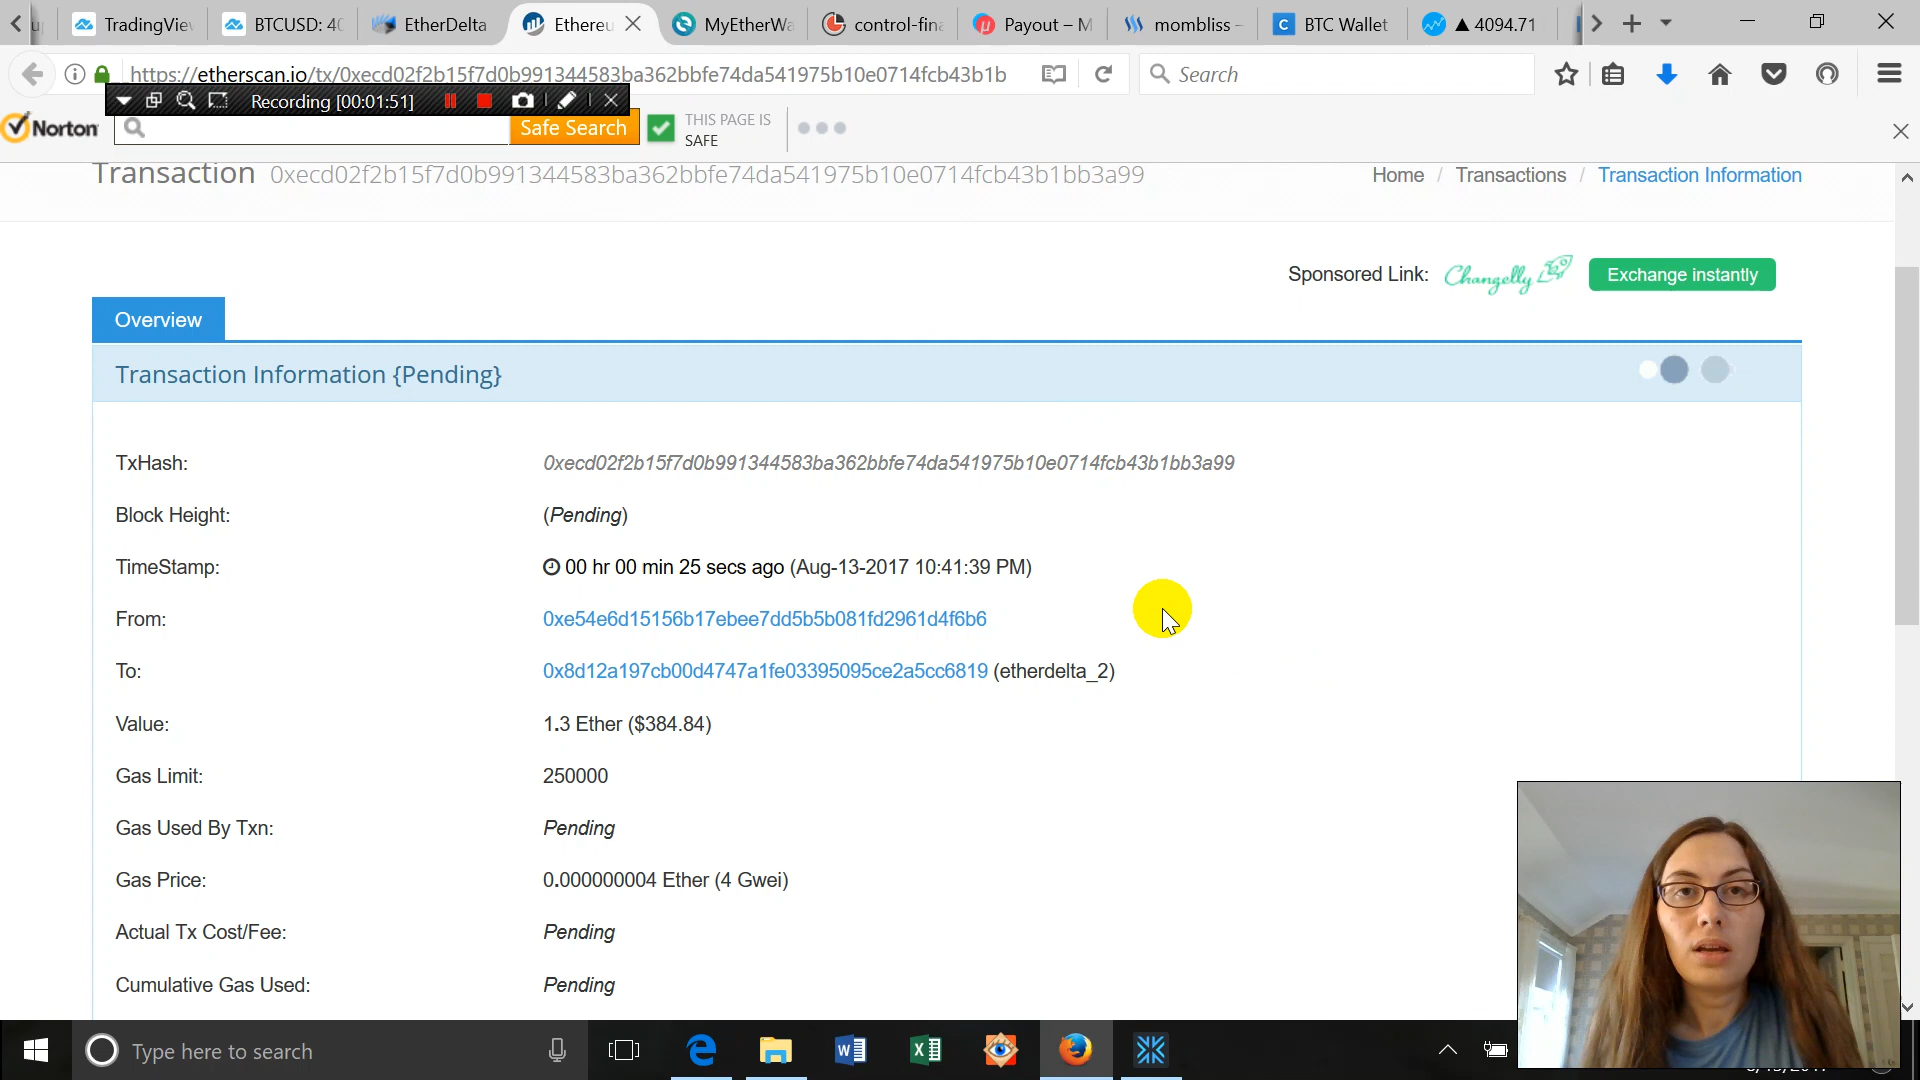 TradingView
BTCUSD: 40
EtherDelta
Ethereu
MyEtherWa
control-fina
Payout – M
mombliss -
BTC Wallet
▲ 4094.71
https://etherscan.io/tx/0xecd02f2b15f7d0b991344583ba362bbfe74da541975b10e0714fcb43b1b
Search
Recording [00:01:51]
Norton
Safe Search
THIS PAGE IS
SAFE
Transaction 0xecd02f2b15f7d0b991344583ba362bbfe74da541975b10e0714fcb43b1bb3a99
Home / Transactions / Transaction Information
Sponsored Link: Changelly Exchange instantly
Overview
Transaction Information {Pending}
TxHash: 0xecd02f2b15f7d0b991344583ba362bbfe74da541975b10e0714fcb43b1bb3a99
Block Height: (Pending)
TimeStamp: 00 hr 00 min 25 secs ago (Aug-13-2017 10:41:39 PM)
From: 0xe54e6d15156b17ebee7dd5b5b081fd2961d4f6b6
To: 0x8d12a197cb00d4747a1fe03395095ce2a5cc6819 (etherdelta_2)
Value: 1.3 Ether ($384.84)
Gas Limit: 250000
Gas Used By Txn: Pending
Gas Price: 0.000000004 Ether (4 Gwei)
Actual Tx Cost/Fee: Pending
Cumulative Gas Used: Pending
Type here to search